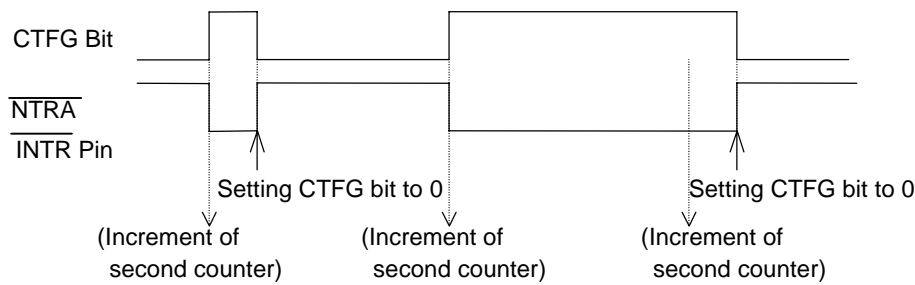 CTFG Bit
NTRA
INTR Pin
Setting CTFG bit to 0
Setting CTFG bit to 0
(Increment of
second counter)
(Increment of
second counter)
(Increment of
second counter)